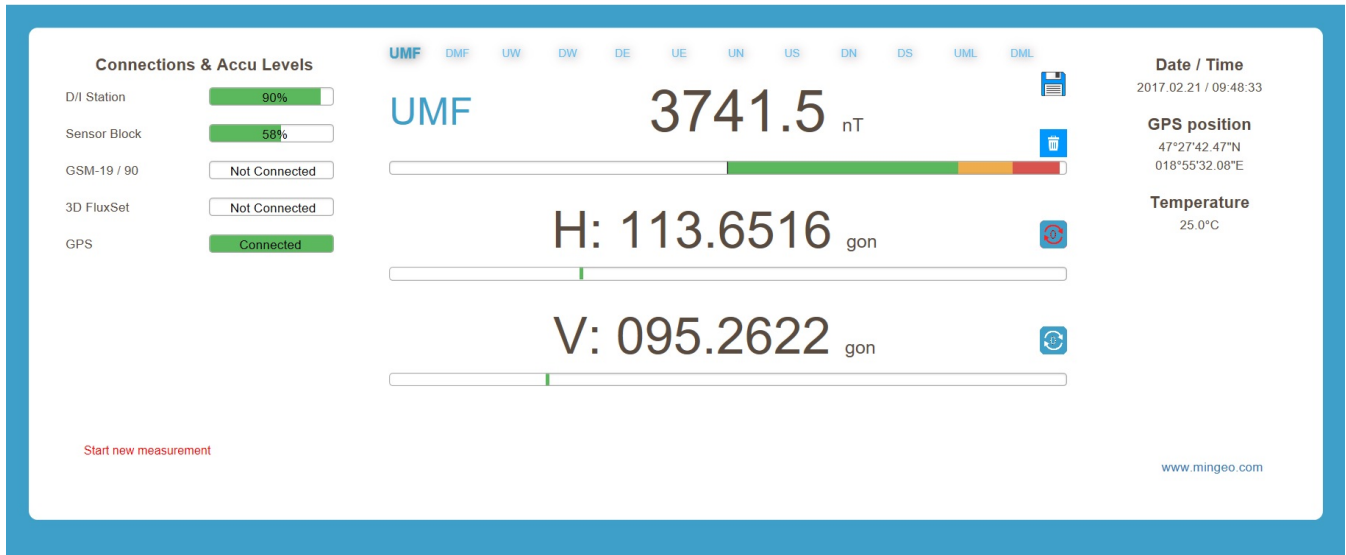 Connections & Accu Levels
D/I Station 90%
Sensor Block 58%
GSM-19 / 90 Not Connected
3D FluxSet Not Connected
GPS Connected
Start new measurement
UMF DMF UW DW DE UE UN US DN DS UML DML
UMF 3741.5 nT
H: 113.6516 gon
V: 095.2622 gon
Date / Time
2017.02.21 / 09:48:33
GPS position
47°27'42.47"N
018°55'32.08"E
Temperature
25.0°C
www.mingeo.com